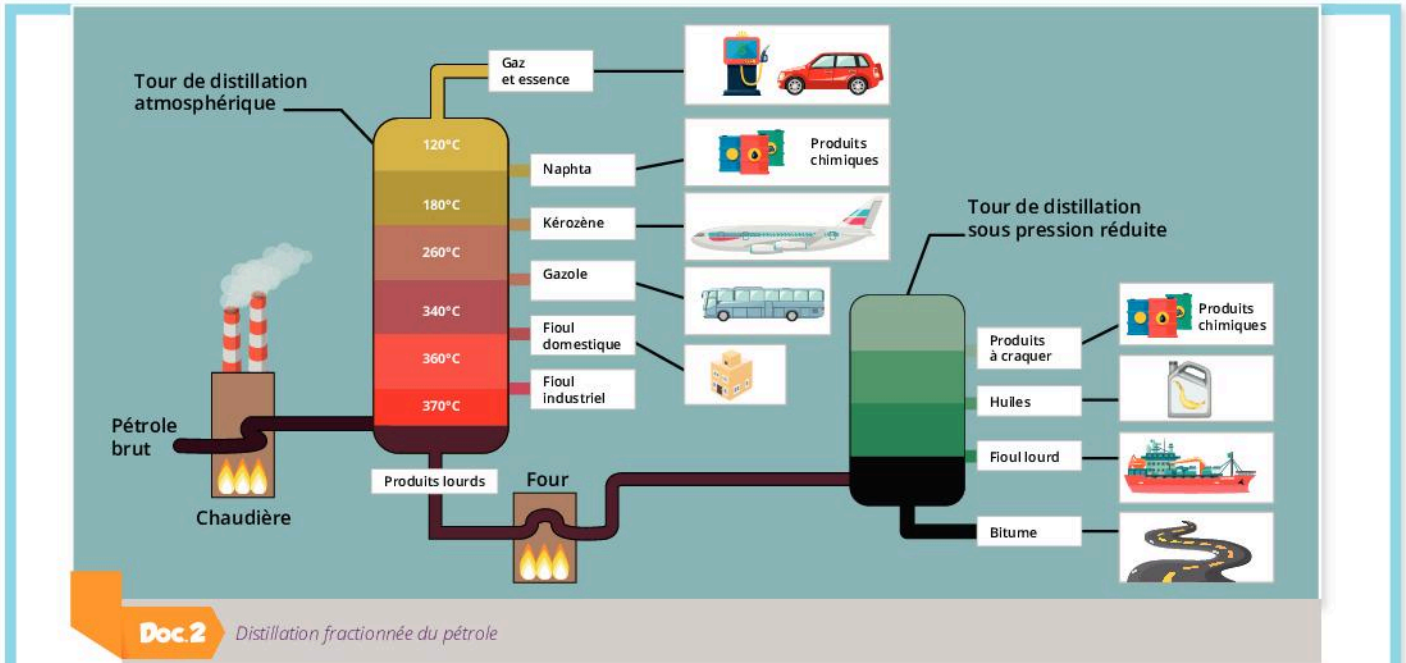 Tour de distillation
atmosphérique
Gaz
et essence
120°C
Naphta
Produits
chimiques
180°C
Kérozène
260°C
Gazole
340°C
Fioul
domestique
360°C
Fioul
industriel
370°C
Pétrole
brut
Chaudière
Produits lourds
Four
Tour de distillation
sous pression réduite
Produits
à craquer
Produits
chimiques
Huiles
Fioul lourd
Bitume
Doc.2 Distillation fractionnée du pétrole